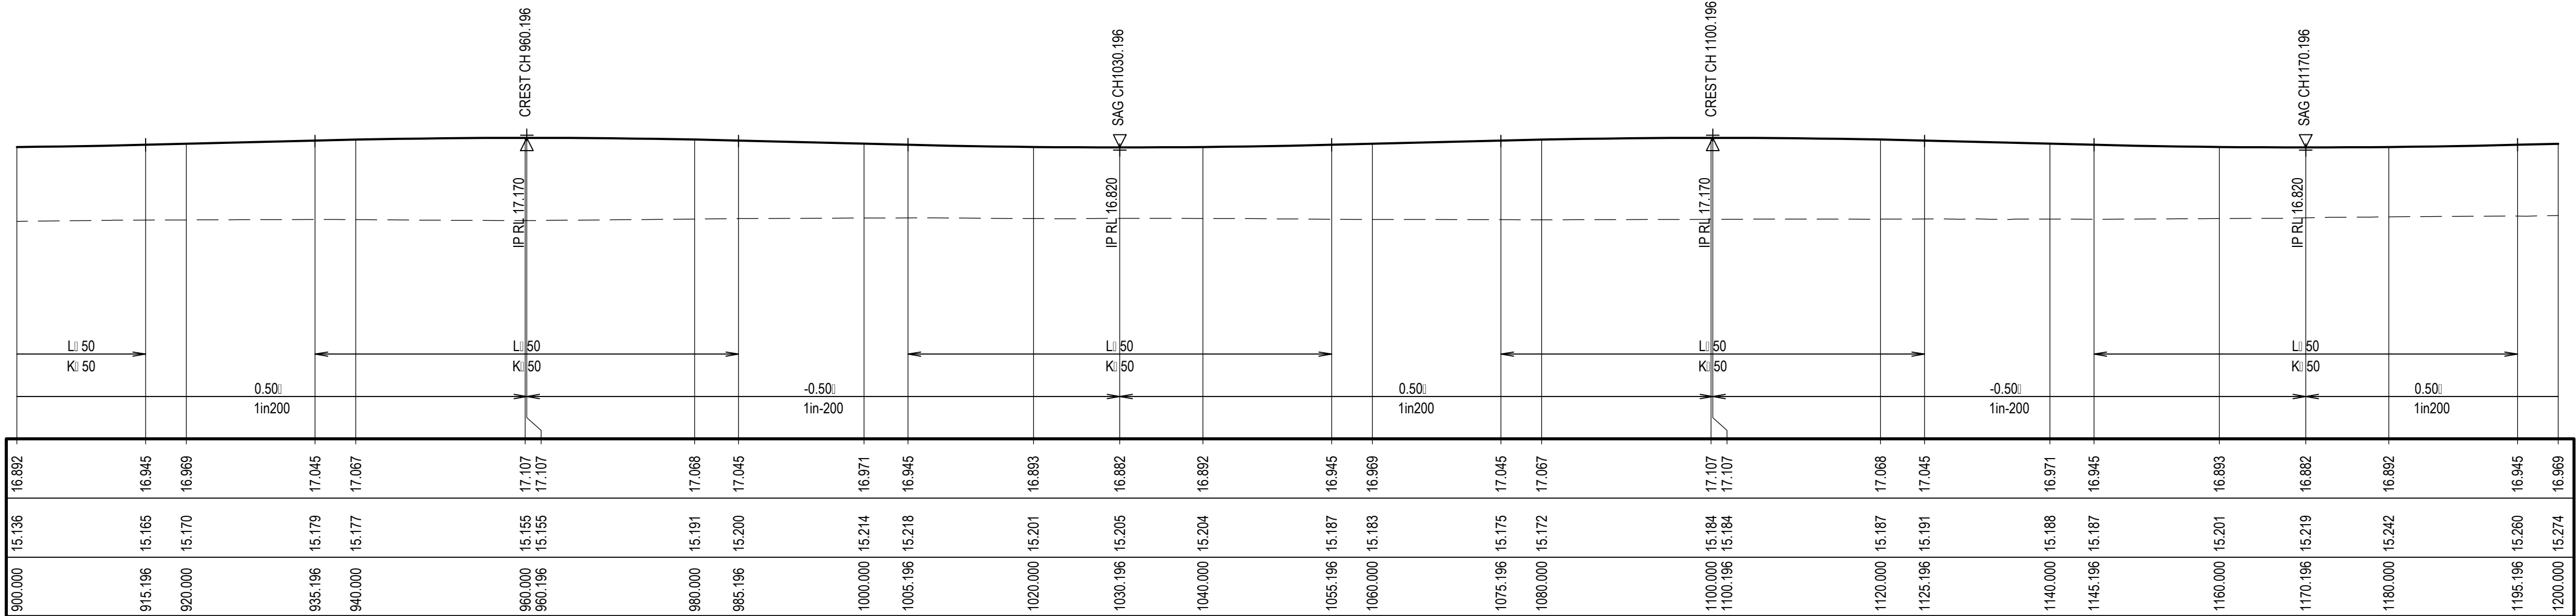 CREST CH 960.196
SAG CH1030.196
CREST CH 1100.196
SAG CH1170.196
IP RL 17.170
IP RL 16.820
IP RL 17.170
IP RL 16.820
L 50
L 50
L 50
L 50
L 50
K 50
K 50
K 50
K 50
K 50
0.50
-0.50
0.50
-0.50
0.50
1in200
1in-200
1in200
1in-200
1in200
16.892 16.945 16.969 17.045 17.067 17.107 17.107 17.068 17.045 16.971 16.945 16.893 16.882 16.892 16.945 16.969 17.045 17.067 17.107 17.107 17.068 17.045 16.971 16.945 16.893 16.882 16.892 16.945 16.969
15.136 15.165 15.170 15.179 15.177 15.155 15.155 15.191 15.200 15.214 15.218 15.201 15.205 15.204 15.187 15.183 15.175 15.172 15.184 15.184 15.187 15.191 15.188 15.187 15.201 15.219 15.242 15.260 15.274
900.000 915.196 920.000 935.196 940.000 960.000 960.196 980.000 985.196 1000.000 1005.196 1020.000 1030.196 1040.000 1055.196 1060.000 1075.196 1080.000 1100.000 1100.196 1120.000 1125.196 1140.000 1145.196 1160.000 1170.196 1180.000 1195.196 1200.000